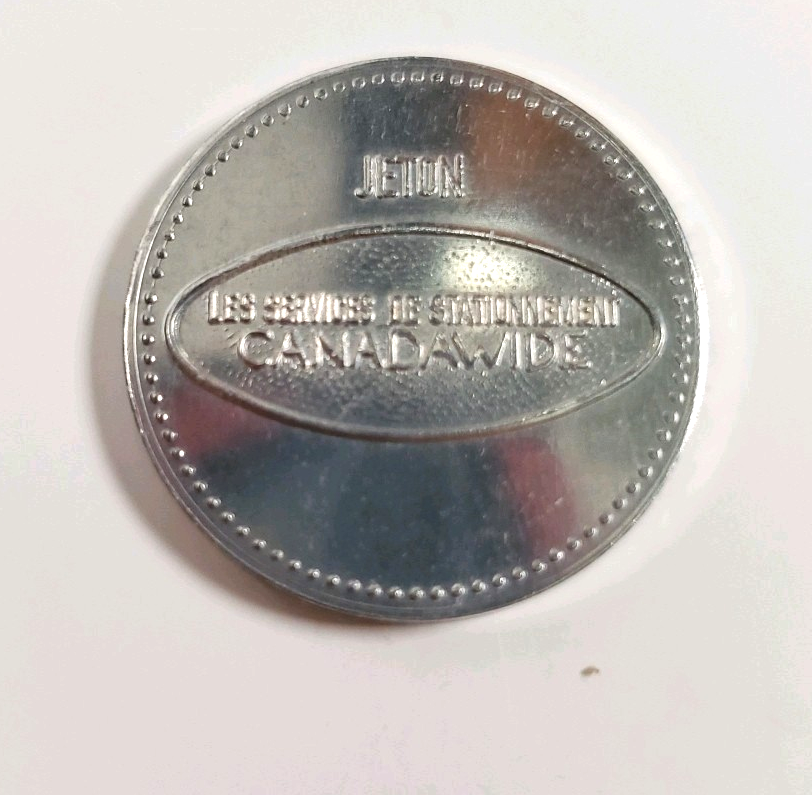 JETON
LES SERVICES DE STATIONNEMENT
CANADAWIDE